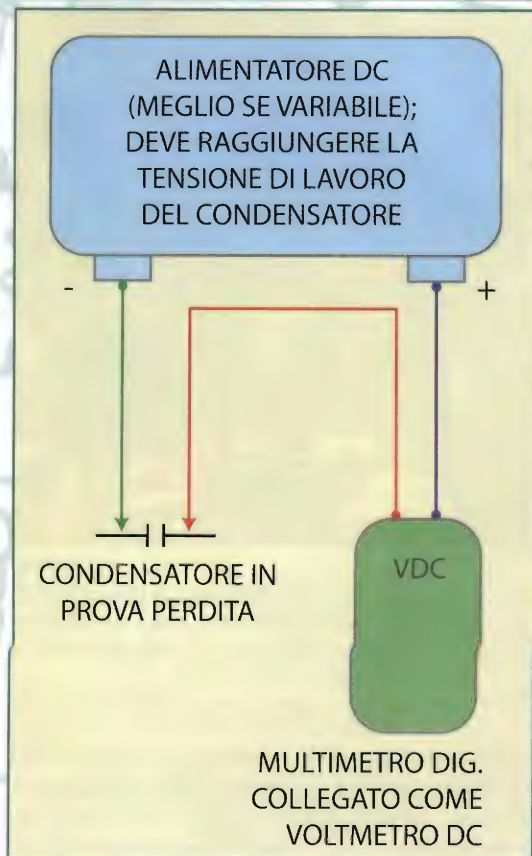 ALIMENTATORE DC
(MEGLIO SE VARIABILE);
DEVE RAGGIUNGERE LA
TENSIONE DI LAVORO
DEL CONDENSATORE
-
+
CONDENSATORE IN
PROVA PERDITA
VDC
MULTIMETRO DIG.
COLLEGATO COME
VOLTMETRO DC